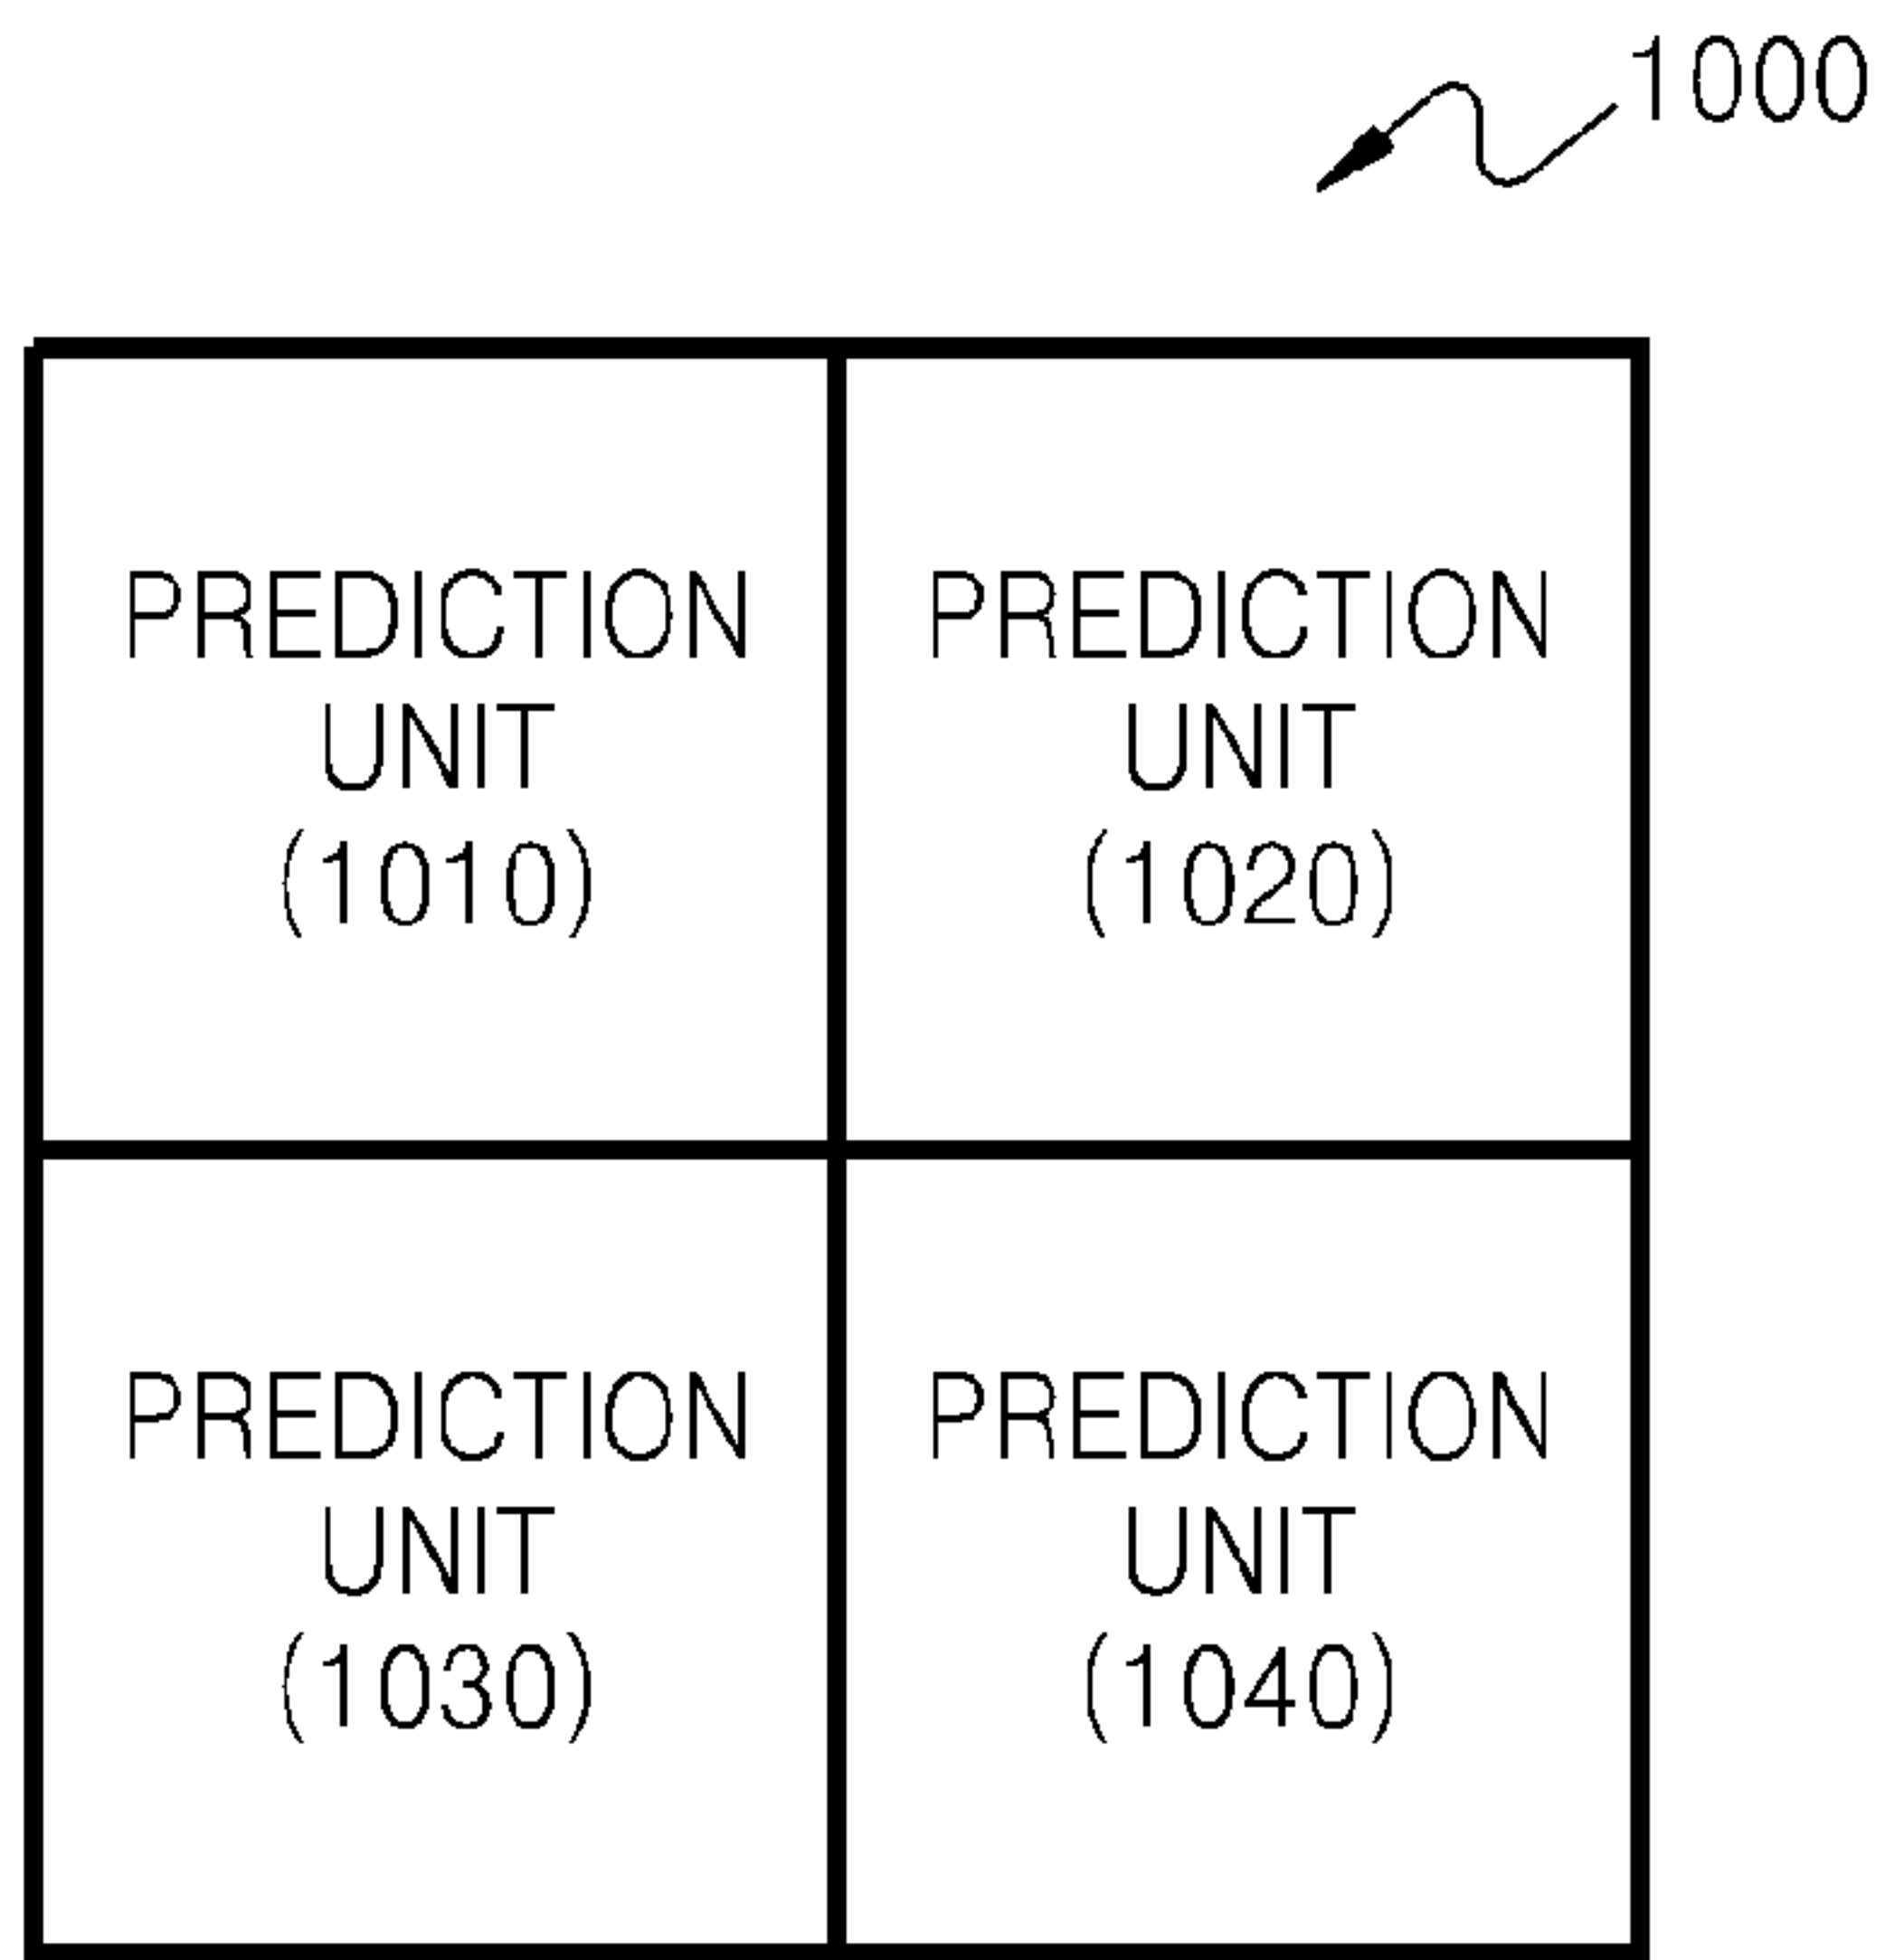 1000
PREDICTION
UNIT
(1010)
PREDICTION
UNIT
(1020)
PREDICTION
UNIT
(1030)
PREDICTION
UNIT
(1040)